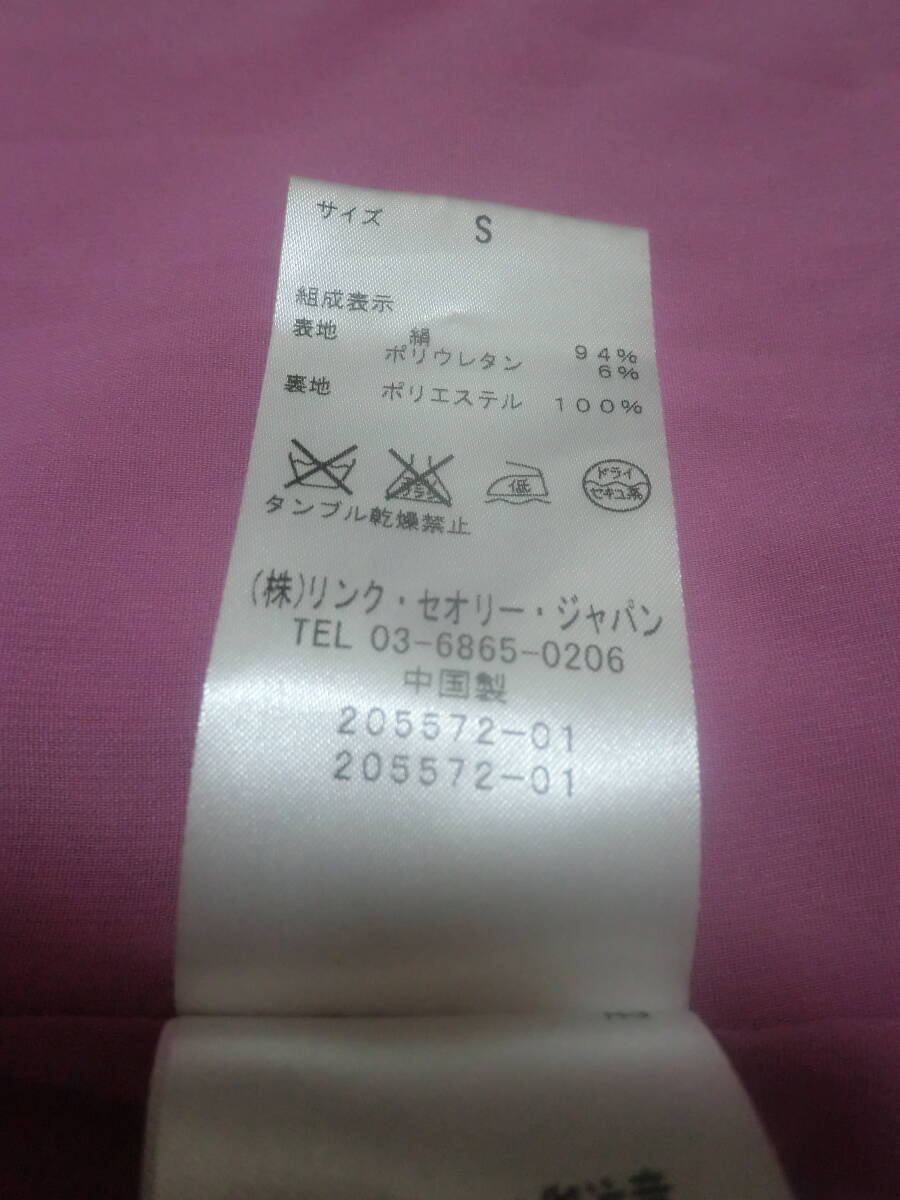 サイズ S
組成表示
表地 絹 94%
ポリウレタン 6%
裏地 ポリエステル 100%
低
ドライ
セキユ系
タンブル乾燥禁止
(株)リンク・セオリー・ジャパン
TEL 03-6865-0206
中国製
205572-01
205572-01